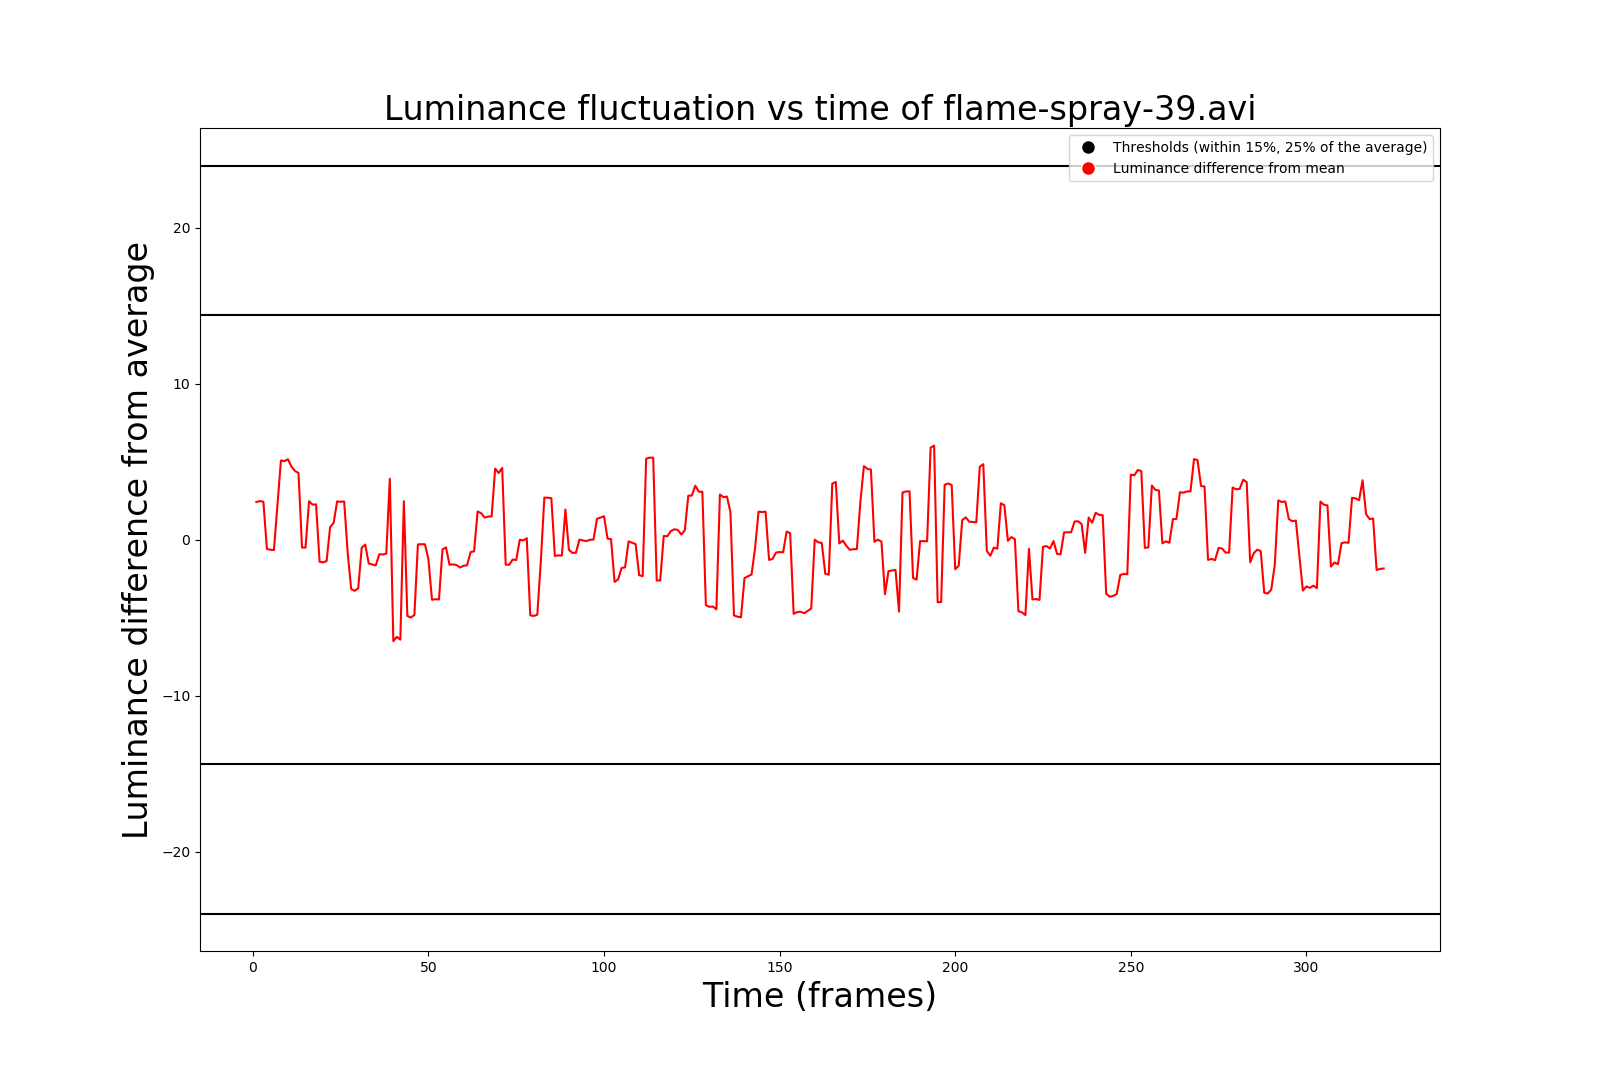 Luminance fluctuation vs time of flame-spray-39.avi
Thresholds (within 15%, 25% of the average)
Luminance difference from mean
Luminance difference from average
20
10
0
−10
−20
0 50 100 150 200 250 300
Time (frames)